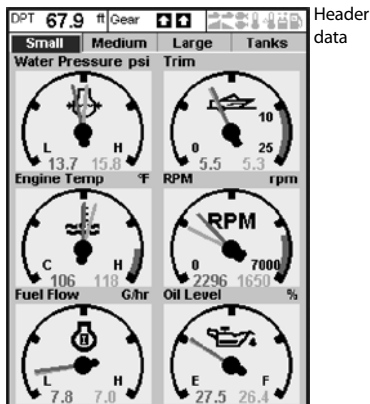 DPT 67.9 ft Gear
Header data
Small Medium Large Tanks
Water Pressure psi Trim
L H 0 10 25
13.7 15.8 5.5 5.3
Engine Temp °F RPM rpm
RPM
C H 0 7000
106 118 2296 1650
Fuel Flow G/hr Oil Level %
L H E F
7.8 7.0 27.5 26.4